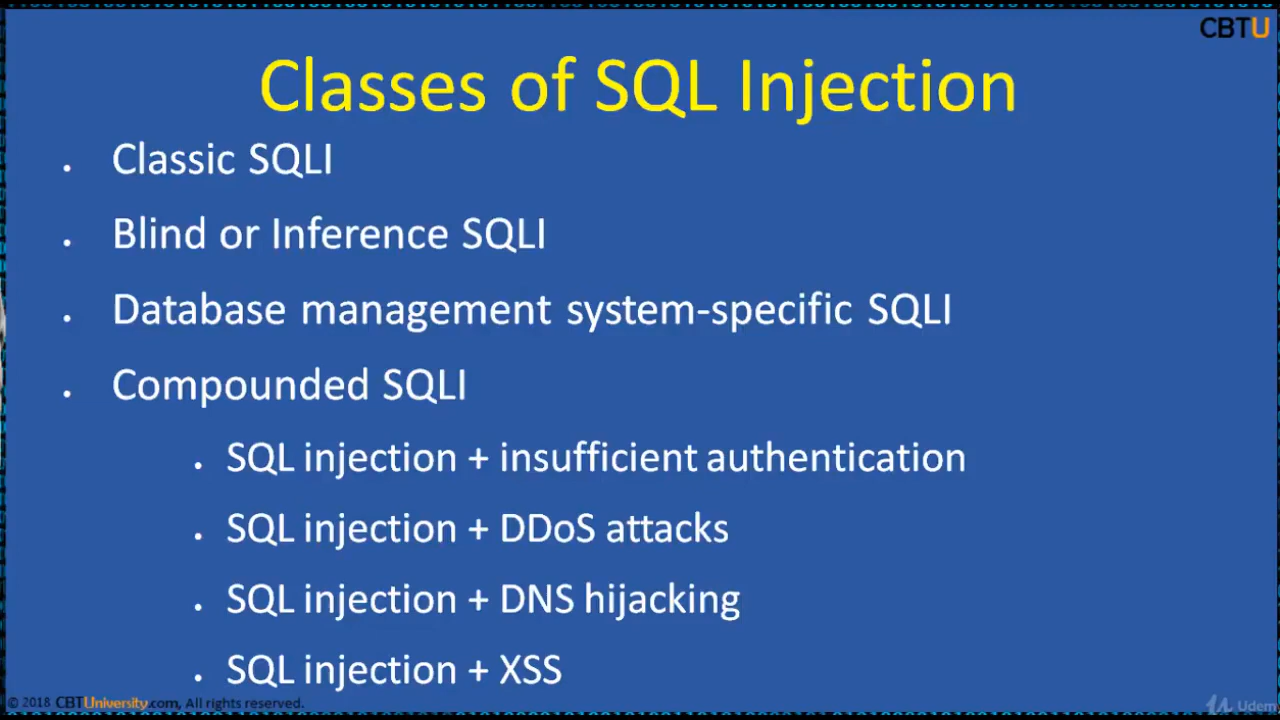 CBTU
Classes of SQL Injection
• Classic SQLI
• Blind or Inference SQLI
• Database management system-specific SQLI
• Compounded SQLI
• SQL injection + insufficient authentication
• SQL injection + DDoS attacks
• SQL injection + DNS hijacking
• SQL injection + XSS
© 2018 CBTUniversity.com, All rights reserved.
Udemy